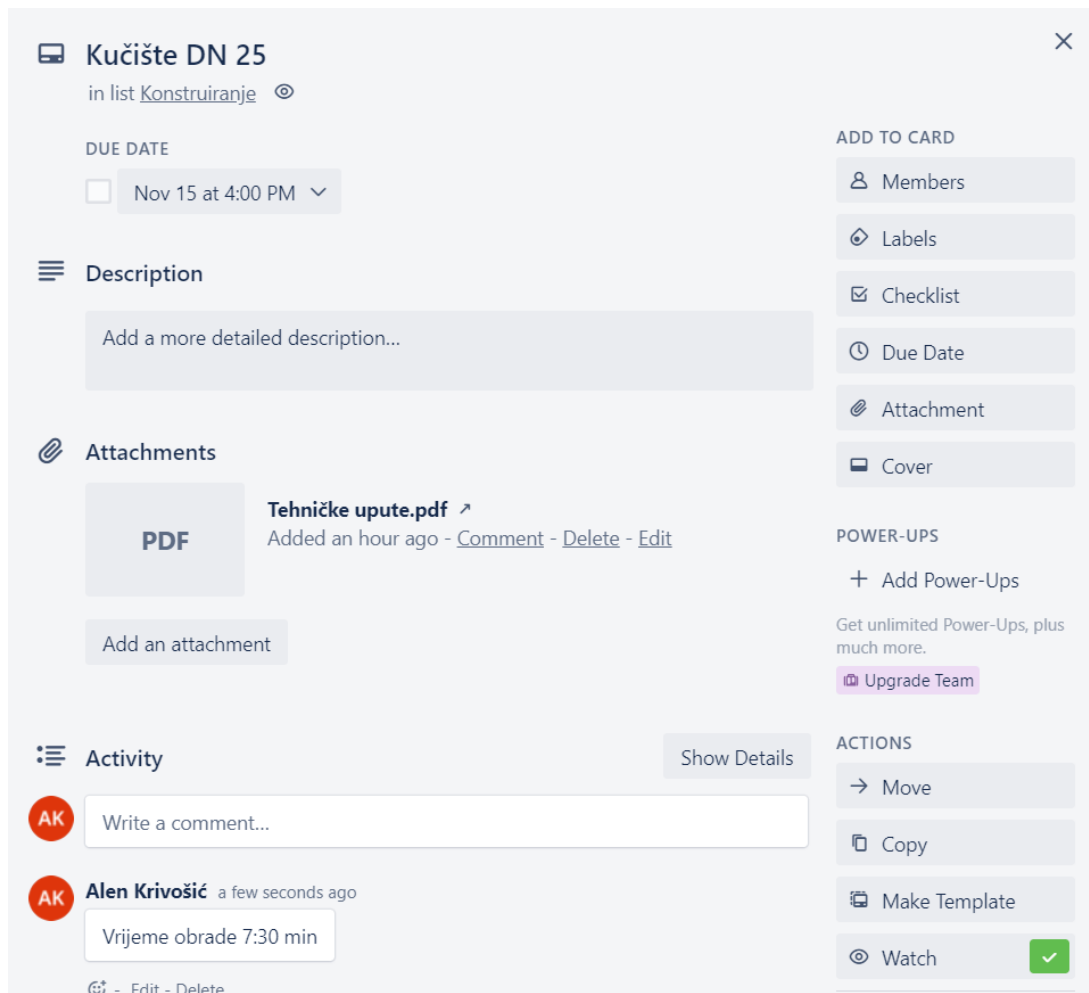 Kučište DN 25
in list Konstruiranje
DUE DATE
Nov 15 at 4:00 PM
Description
Add a more detailed description...
Attachments
PDF
Tehničke upute.pdf ↗
Added an hour ago - Comment - Delete - Edit
Add an attachment
Activity
Show Details
AK
Write a comment...
AK
Alen Krivošić a few seconds ago
Vrijeme obrade 7:30 min
- Edit - Delete
ADD TO CARD
Members
Labels
Checklist
Due Date
Attachment
Cover
POWER-UPS
+ Add Power-Ups
Get unlimited Power-Ups, plus
much more.
Upgrade Team
ACTIONS
→ Move
Copy
Make Template
Watch